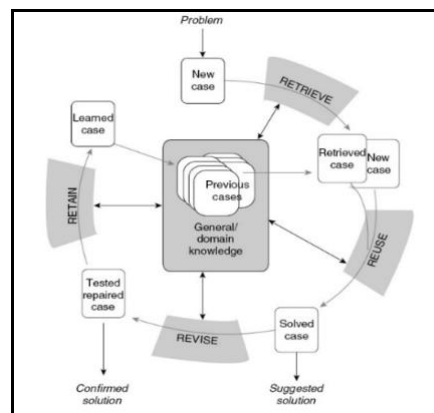 Problem
New
case
RETRIEVE
Learned
case
Retrieved
case
New
case
Previous
cases
General/
domain
knowledge
RETAIN
REUSE
Tested
repaired
case
REVISE
Solved
case
Confirmed
solution
Suggested
solution